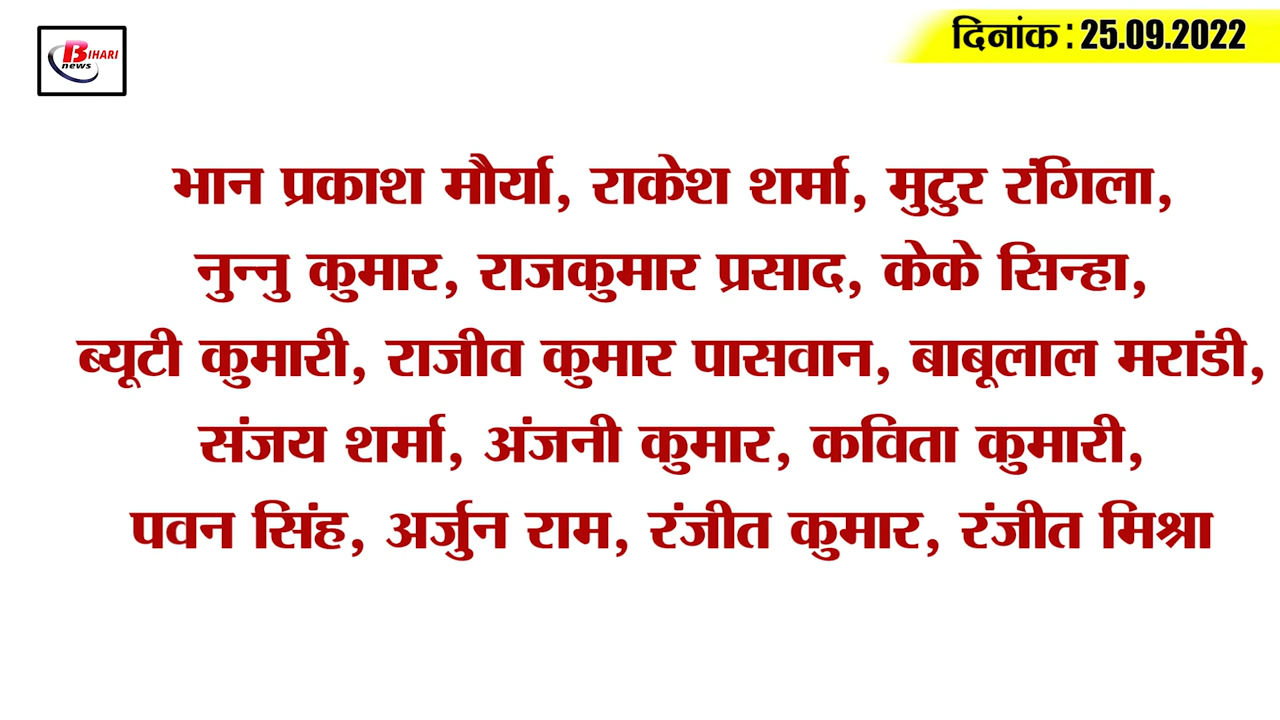 BIHARI
news
दिनांक : 25.09.2022
भान प्रकाश मौर्या, राकेश शर्मा, मुटुर रंगिला,
नुन्नु कुमार, राजकुमार प्रसाद, केके सिन्हा,
ब्यूटी कुमारी, राजीव कुमार पासवान, बाबूलाल मरांडी,
संजय शर्मा, अंजनी कुमार, कविता कुमारी,
पवन सिंह, अर्जुन राम, रंजीत कुमार, रंजीत मिश्रा